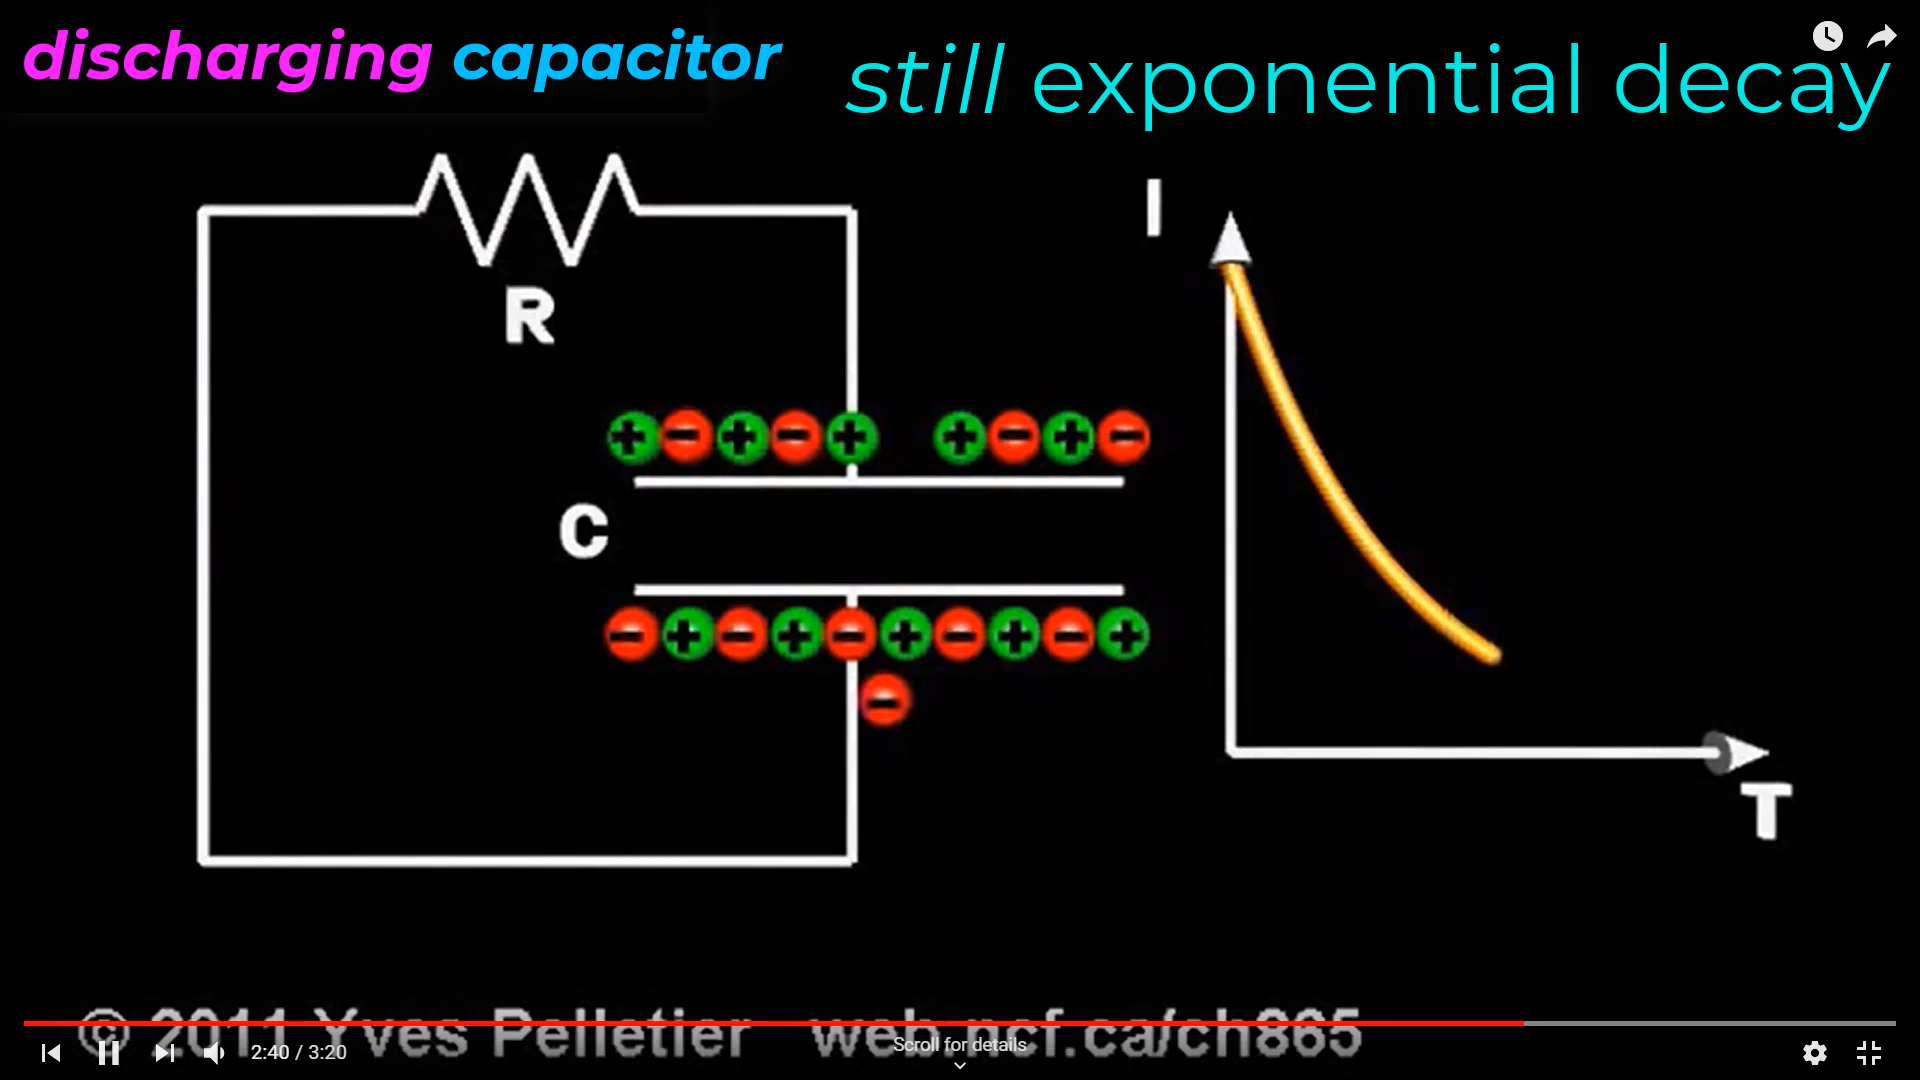 discharging capacitor
still exponential decay
I
R
C
T
© 2011 Yves Pelletier web.ncf.ca/ch865
2:40 / 3:20
Scroll for details